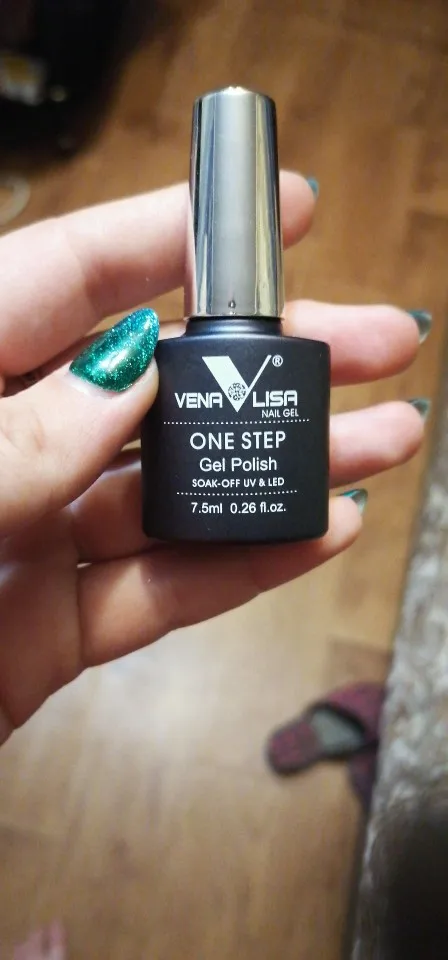 ®
VENA LISA
NAIL GEL
ONE STEP
Gel Polish
SOAK-OFF UV & LED
7.5ml 0.26 fl.oz.